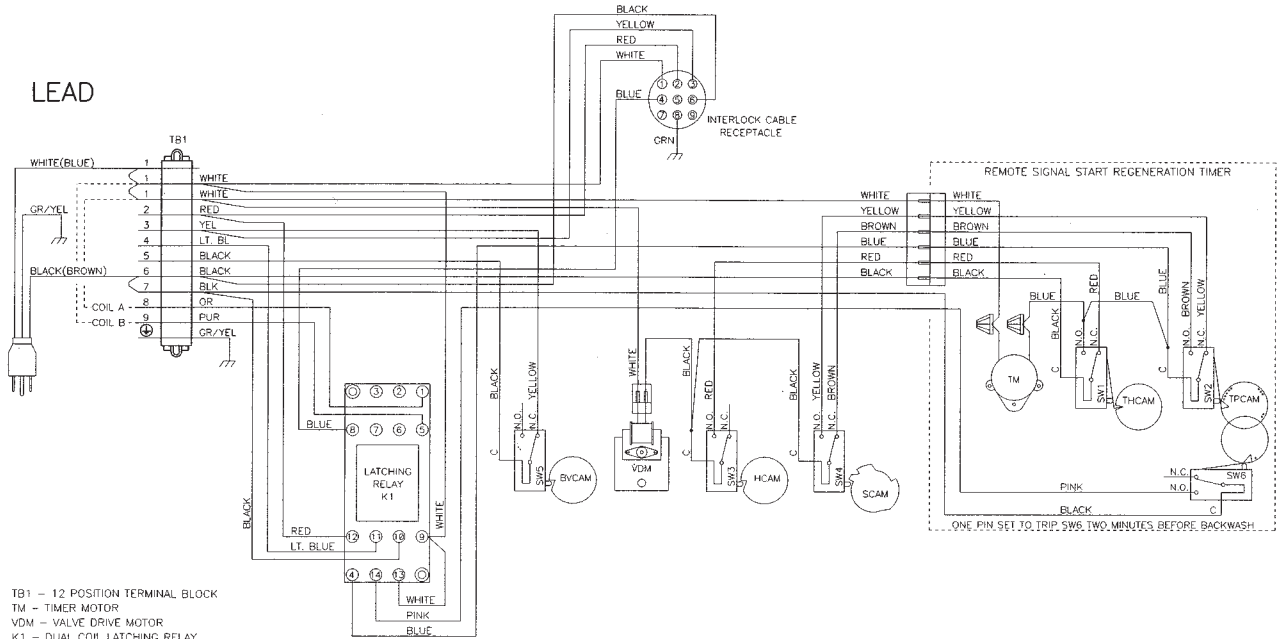 LEAD
BLACK
YELLOW
RED
WHITE
BLUE
1 2 3
4 5 6
7 8 9
INTERLOCK CABLE
RECEPTACLE
GRN
TB1
WHITE(BLUE)
GR/YEL
BLACK(BROWN)
COIL A
COIL B
1
1 WHITE
1 WHITE
2 RED
3 YEL
4 LT. BL
5 BLACK
6 BLACK
7 BLK
8 OR
9 PUR
GR/YEL
REMOTE SIGNAL START REGENERATION TIMER
WHITE WHITE
YELLOW YELLOW
BROWN BROWN
BLUE BLUE
RED RED
BLACK BLACK
BLUE
BLACK
N.O.
RED
N.C.
BLUE
BLUE
N.O. BROWN
N.C. YELLOW
TM
C
SW1
THCAM
C
SW2
TPCAM
N.C.
N.O.
SW6
C
PINK
BLACK
ONE PIN SET TO TRIP SW6 TWO MINUTES BEFORE BACKWASH
3 2 1
8 7 6 5
BLUE
LATCHING
RELAY
K1
BLACK
RED
LT. BLUE
12 11 10 9
4 14 13
WHITE
WHITE
PINK
BLUE
BLACK
C
N.O.
N.C. YELLOW
SW5
BVCAM
WHITE
VDM
BLACK
C
N.O. RED
N.C.
SW3
HCAM
BLACK
C
N.O. YELLOW
N.C. BROWN
SW4
SCAM
TB1 – 12 POSITION TERMINAL BLOCK
TM – TIMER MOTOR
VDM – VALVE DRIVE MOTOR
K1 – DUAL COIL LATCHING RELAY